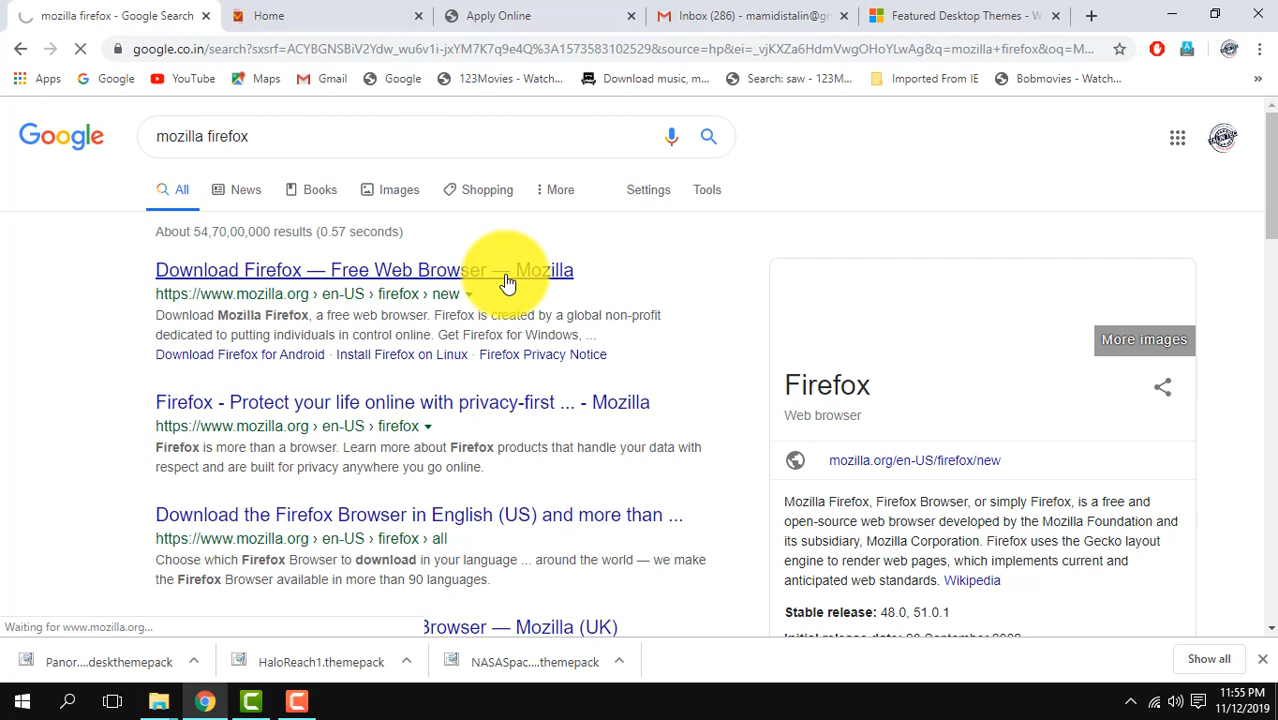 mozilla firefox - Google Search
Home
Apply Online
Inbox (286) - mamidistalin@gr
Featured Desktop Themes - W
google.co.in/search?sxsrf=ACYBGNSBiV2Ydw_wu6v1i-jxYM7K7q9e4Q%3A1573583102529&source=hp&ei=_vjKXZa6HdmVwgOHoYLwAg&q=mozilla+firefox&oq=M...
Apps
Google
YouTube
Maps
Gmail
Google
123Movies - Watch...
Download music, m...
Search: saw - 123M...
Imported From IE
Bobmovies - Watch...
»
Google
mozilla firefox
All
News
Books
Images
Shopping
More
Settings
Tools
About 54,70,00,000 results (0.57 seconds)
Download Firefox — Free Web Browser — Mozilla
https://www.mozilla.org › en-US › firefox › new
Download Mozilla Firefox, a free web browser. Firefox is created by a global non-profit
dedicated to putting individuals in control online. Get Firefox for Windows, ...
Download Firefox for Android · Install Firefox on Linux · Firefox Privacy Notice
Firefox - Protect your life online with privacy-first ... - Mozilla
https://www.mozilla.org › en-US › firefox
Firefox is more than a browser. Learn more about Firefox products that handle your data with
respect and are built for privacy anywhere you go online.
Download the Firefox Browser in English (US) and more than ...
https://www.mozilla.org › en-US › firefox › all
Choose which Firefox Browser to download in your language ... around the world — we make
the Firefox Browser available in more than 90 languages.
Browser — Mozilla (UK)
More images
Firefox
Web browser
mozilla.org/en-US/firefox/new
Mozilla Firefox, Firefox Browser, or simply Firefox, is a free and
open-source web browser developed by the Mozilla Foundation and
its subsidiary, Mozilla Corporation. Firefox uses the Gecko layout
engine to render web pages, which implements current and
anticipated web standards. Wikipedia
Stable release: 48.0, 51.0.1
Waiting for www.mozilla.org...
Panor....deskthemepack
HaloReach1.themepack
NASASpac....themepack
Show all
11:55 PM
11/12/2019